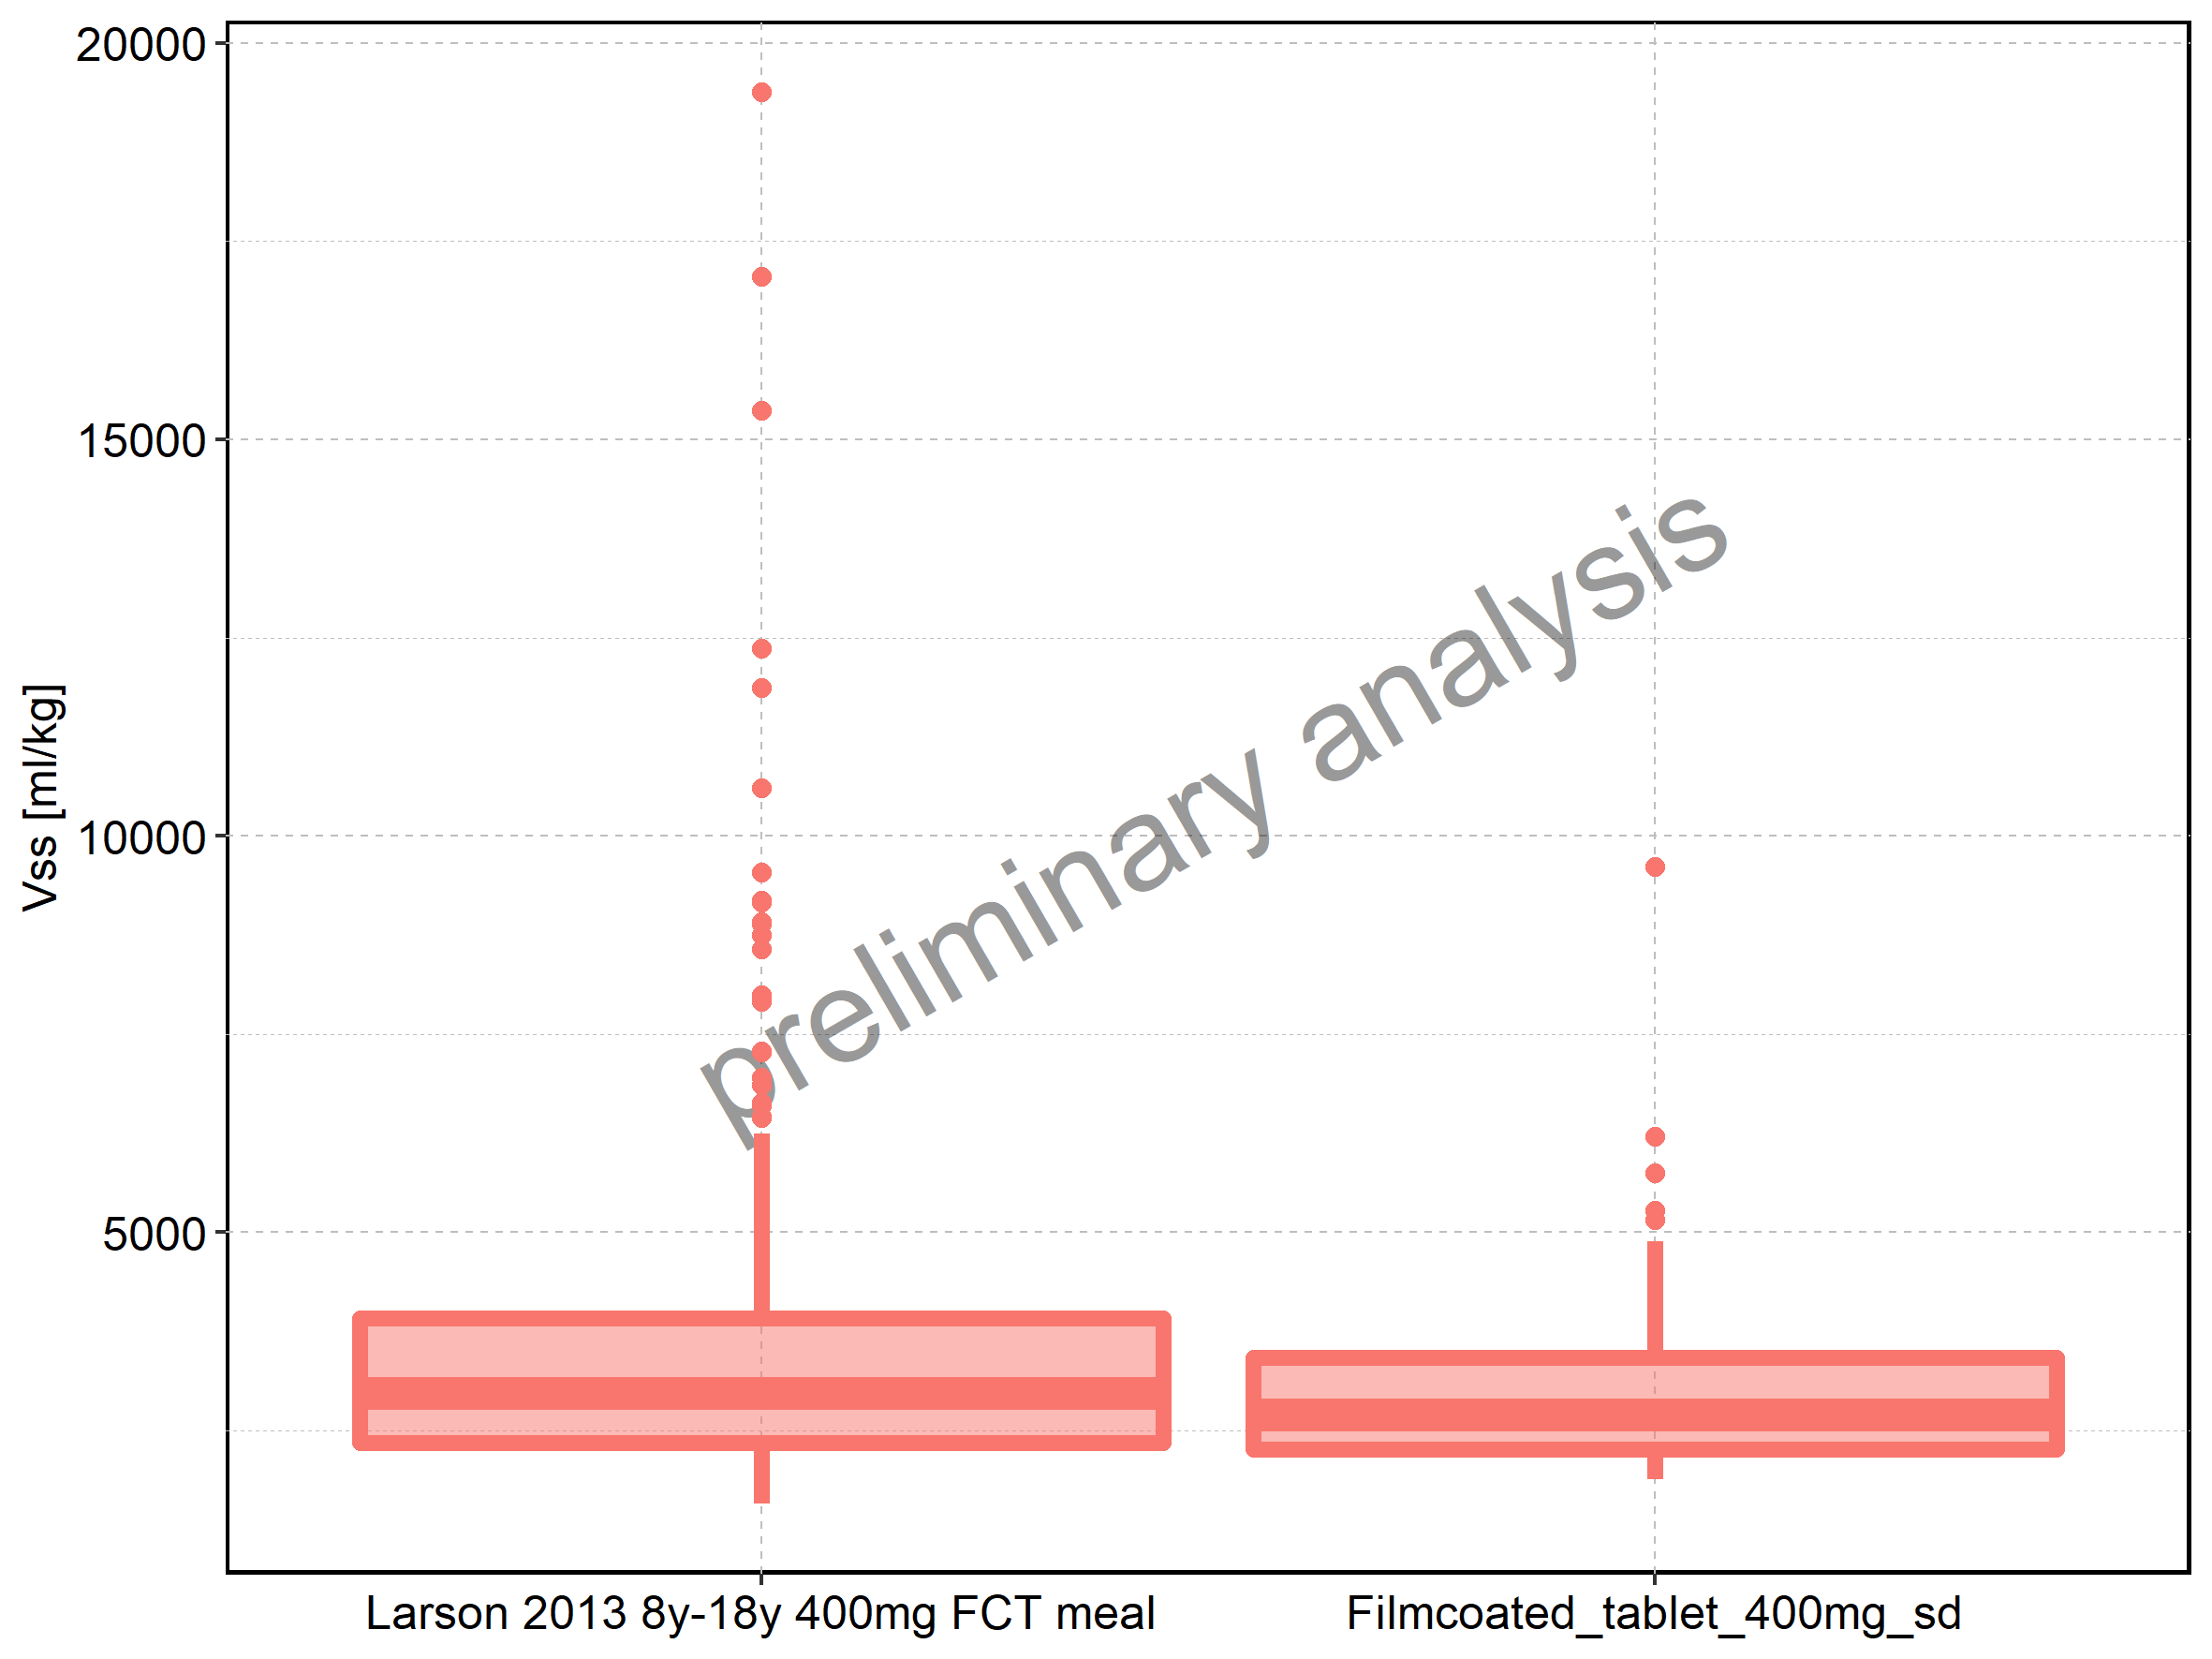 20000
15000
10000
5000
Vss [ml/kg]
preliminary analysis
Larson 2013 8y-18y 400mg FCT meal
Filmcoated_tablet_400mg_sd